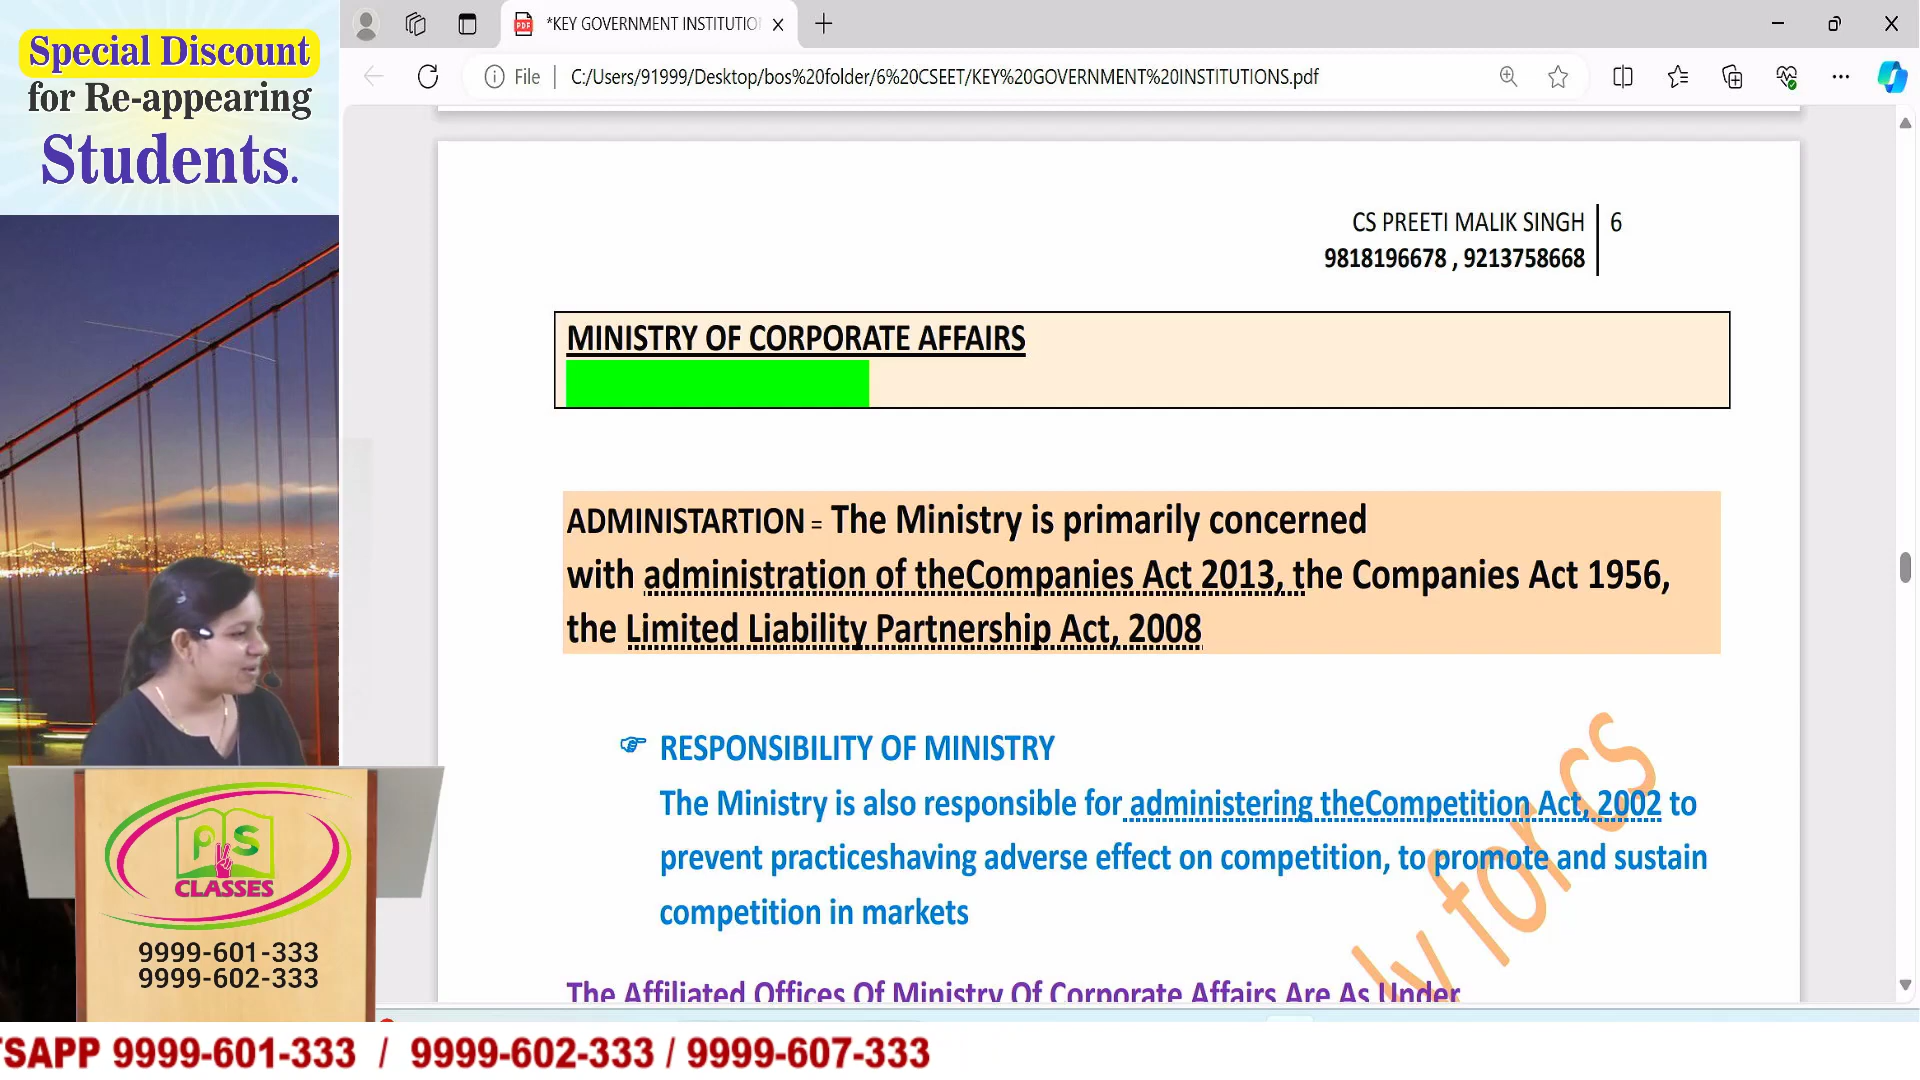 Special Discount
for Re-appearing
Students.
*KEY GOVERNMENT INSTITUTIO
File
C:/Users/91999/Desktop/bos%20folder/6%20CSEET/KEY%20GOVERNMENT%20INSTITUTIONS.pdf
CS PREETI MALIK SINGH 6
9818196678 , 9213758668
MINISTRY OF CORPORATE AFFAIRS
ADMINISTARTION = The Ministry is primarily concerned
with administration of theCompanies Act 2013, the Companies Act 1956,
the Limited Liability Partnership Act, 2008
RESPONSIBILITY OF MINISTRY
The Ministry is also responsible for administering theCompetition Act, 2002 to
prevent practiceshaving adverse effect on competition, to promote and sustain
competition in markets
The Affiliated Offices Of Ministry Of Corporate Affairs Are As Under
ly for cs
PS
CLASSES
9999-601-333
9999-602-333
TSAPP 9999-601-333 / 9999-602-333 / 9999-607-333